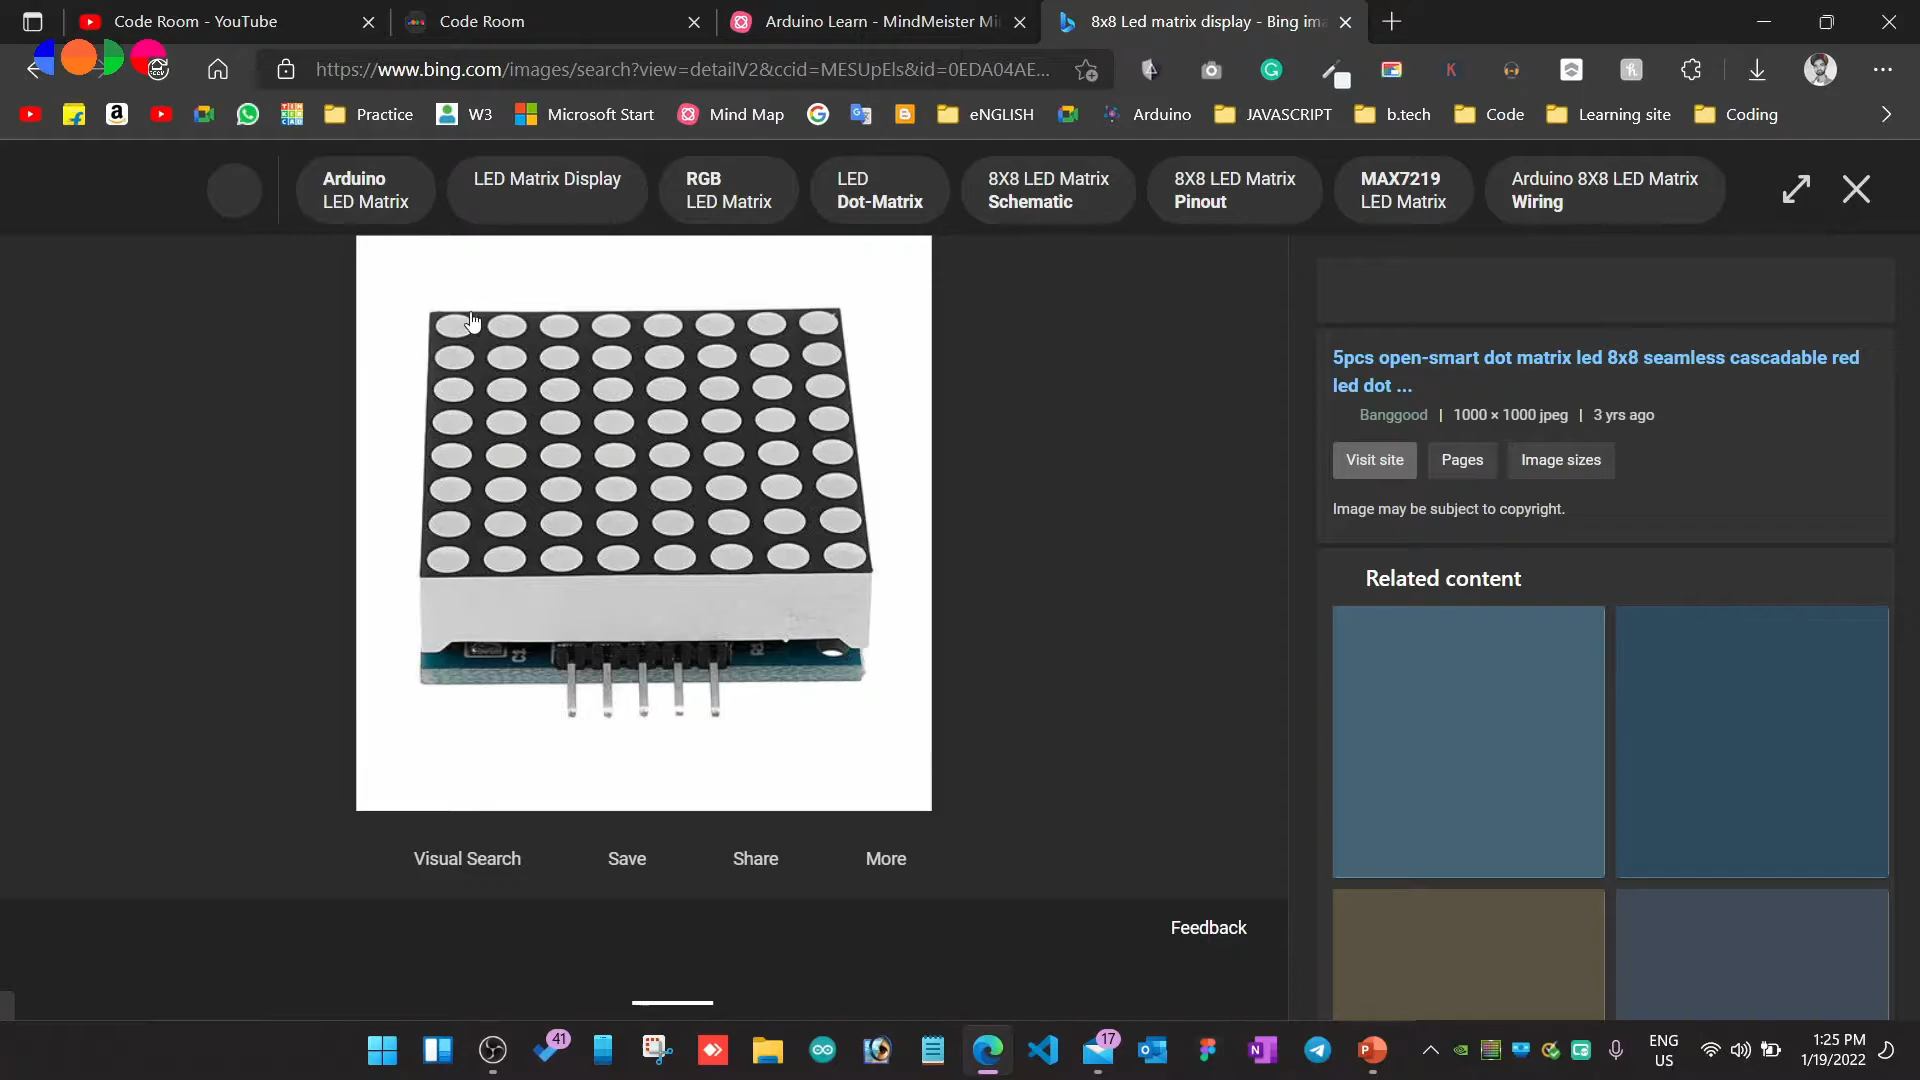 Code Room - YouTube
Code Room
Arduino Learn - MindMeister Mi
8x8 Led matrix display - Bing ima
https://www.bing.com/images/search?view=detailV2&ccid=MESUpEls&id=0EDA04AE...
Practice
W3
Microsoft Start
Mind Map
eNGLISH
Arduino
JAVASCRIPT
b.tech
Code
Learning site
Coding
Arduino
LED Matrix
LED Matrix Display
RGB
LED Matrix
LED
Dot-Matrix
8X8 LED Matrix
Schematic
8X8 LED Matrix
Pinout
MAX7219
LED Matrix
Arduino 8X8 LED Matrix
Wiring
5pcs open-smart dot matrix led 8x8 seamless cascadable red
led dot ...
Banggood | 1000 × 1000 jpeg | 3 yrs ago
Visit site
Pages
Image sizes
Image may be subject to copyright.
Related content
C1
Visual Search
Save
Share
More
Feedback
41
17
ENG
US
1:25 PM
1/19/2022